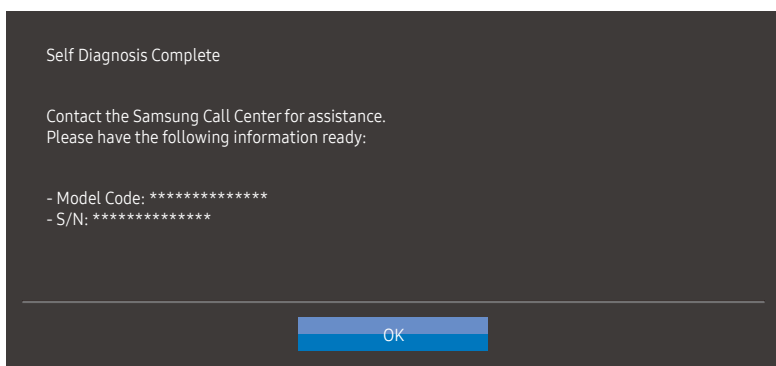 Self Diagnosis Complete
Contact the Samsung Call Center for assistance.
Please have the following information ready:
- Model Code: **************
- S/N: **************
OK